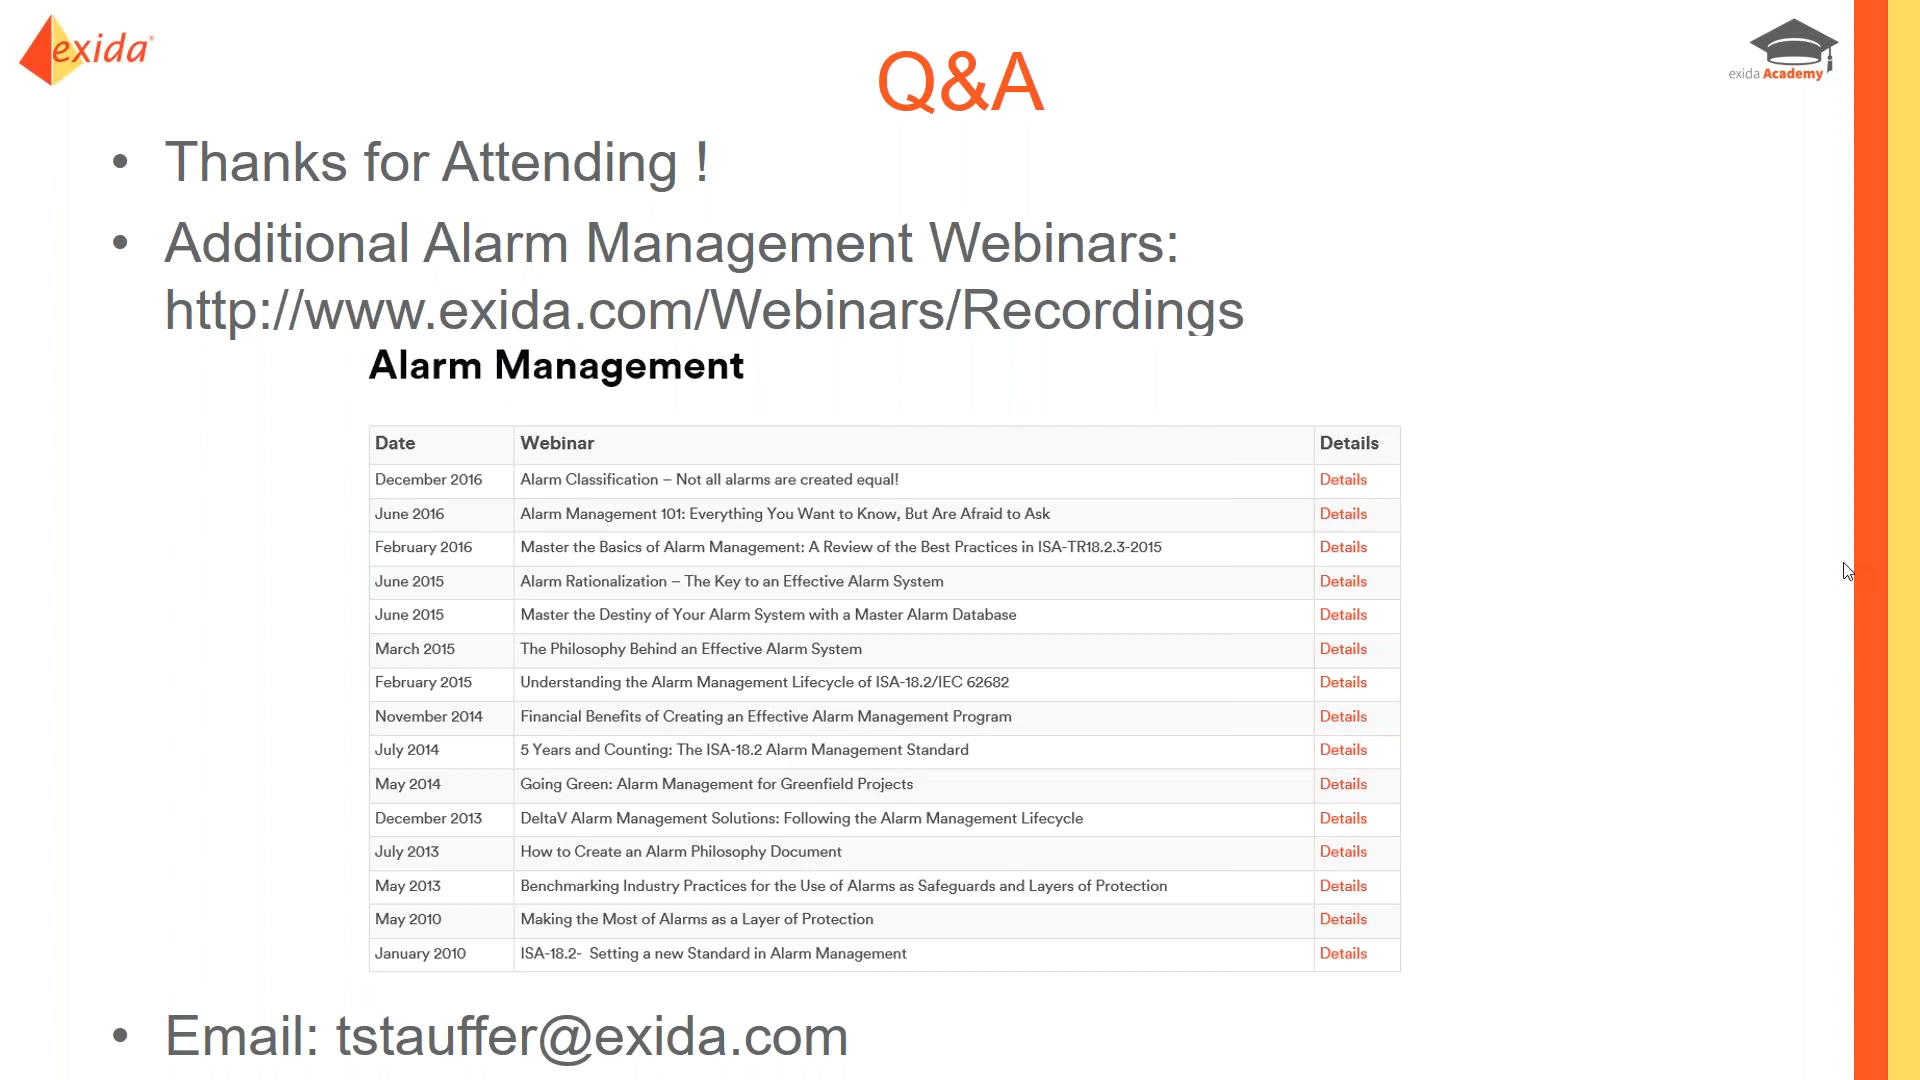 exida
Q&A
exida Academy
• Thanks for Attending !
• Additional Alarm Management Webinars:
http://www.exida.com/Webinars/Recordings
Alarm Management
Date Webinar Details
December 2016 Alarm Classification – Not all alarms are created equal! Details
June 2016 Alarm Management 101: Everything You Want to Know, But Are Afraid to Ask Details
February 2016 Master the Basics of Alarm Management: A Review of the Best Practices in ISA-TR18.2.3-2015 Details
June 2015 Alarm Rationalization – The Key to an Effective Alarm System Details
June 2015 Master the Destiny of Your Alarm System with a Master Alarm Database Details
March 2015 The Philosophy Behind an Effective Alarm System Details
February 2015 Understanding the Alarm Management Lifecycle of ISA-18.2/IEC 62682 Details
November 2014 Financial Benefits of Creating an Effective Alarm Management Program Details
July 2014 5 Years and Counting: The ISA-18.2 Alarm Management Standard Details
May 2014 Going Green: Alarm Management for Greenfield Projects Details
December 2013 DeltaV Alarm Management Solutions: Following the Alarm Management Lifecycle Details
July 2013 How to Create an Alarm Philosophy Document Details
May 2013 Benchmarking Industry Practices for the Use of Alarms as Safeguards and Layers of Protection Details
May 2010 Making the Most of Alarms as a Layer of Protection Details
January 2010 ISA-18.2- Setting a new Standard in Alarm Management Details
• Email: tstauffer@exida.com